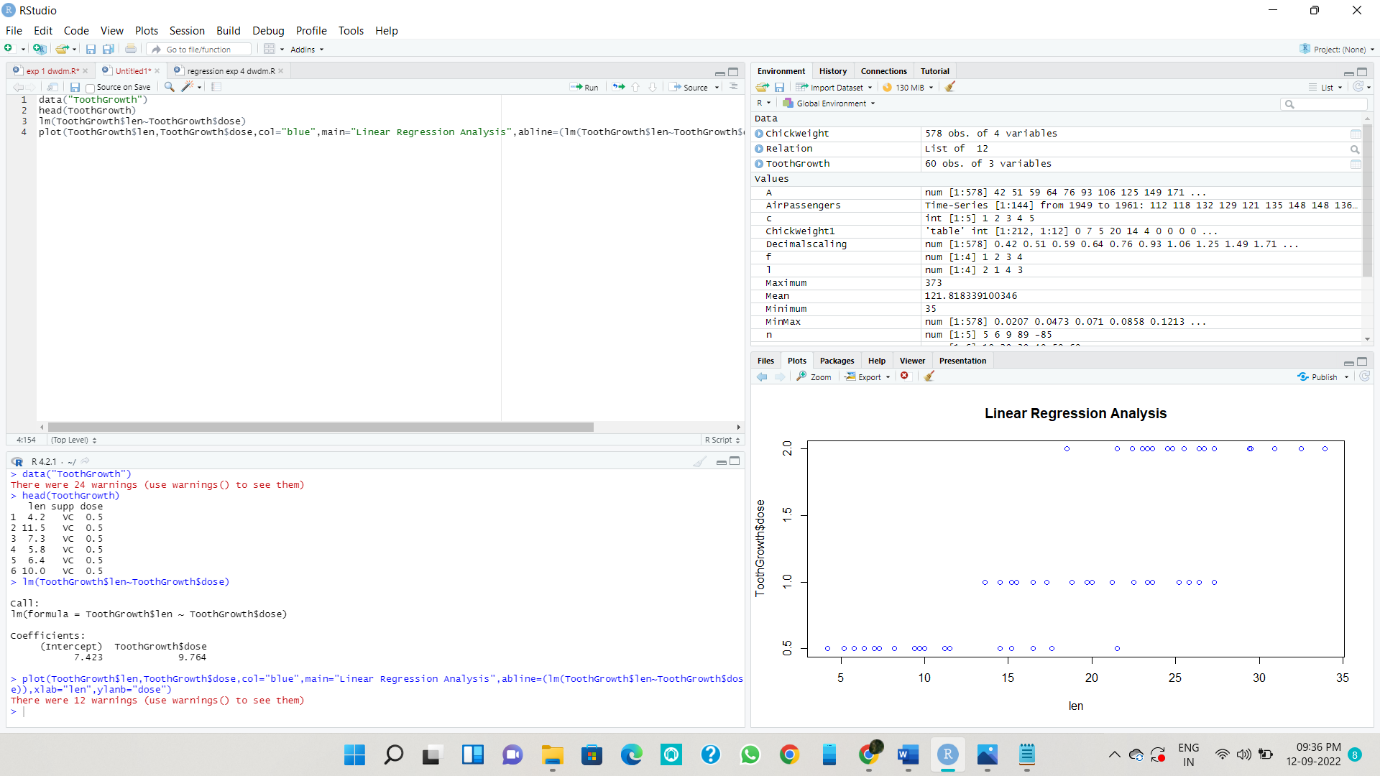 RStudio
File Edit Code View Plots Session Build Debug Profile Tools Help
Go to file/function Addins Project: (None)
exp 1 dwdm.R* Untitled1* regression exp 4 dwdm.R
Source on Save Run Source
1 data("ToothGrowth")
2 head(ToothGrowth)
3 lm(ToothGrowth$len~ToothGrowth$dose)
4 plot(ToothGrowth$len,ToothGrowth$dose,col="blue",main="Linear Regression Analysis",abline=(lm(ToothGrowth$len~ToothGrowth$
4:154 (Top Level) R Script
R 4.2.1 · ~/
> data("ToothGrowth")
There were 24 warnings (use warnings() to see them)
> head(ToothGrowth)
len supp dose
1 4.2 VC 0.5
2 11.5 VC 0.5
3 7.3 VC 0.5
4 5.8 VC 0.5
5 6.4 VC 0.5
6 10.0 VC 0.5
> lm(ToothGrowth$len~ToothGrowth$dose)
Call:
lm(formula = ToothGrowth$len ~ ToothGrowth$dose)
Coefficients:
(Intercept) ToothGrowth$dose
7.423 9.764
> plot(ToothGrowth$len,ToothGrowth$dose,col="blue",main="Linear Regression Analysis",abline=(lm(ToothGrowth$len~ToothGrowth$dos
e)),xlab="len",ylanb="dose")
There were 12 warnings (use warnings() to see them)
>
Environment History Connections Tutorial
Import Dataset 130 MiB List
R Global Environment
Data
ChickWeight 578 obs. of 4 variables
Relation List of 12
ToothGrowth 60 obs. of 3 variables
Values
A num [1:578] 42 51 59 64 76 93 106 125 149 171 ...
AirPassengers Time-Series [1:144] from 1949 to 1961: 112 118 132 129 121 135 148 148 136…
c int [1:5] 1 2 3 4 5
ChickWeight1 'table' int [1:212, 1:12] 0 7 5 20 14 4 0 0 0 0 ...
Decimalscaling num [1:578] 0.42 0.51 0.59 0.64 0.76 0.93 1.06 1.25 1.49 1.71 ...
f num [1:4] 1 2 3 4
l num [1:4] 2 1 4 3
Maximum 373
Mean 121.818339100346
Minimum 35
MinMax num [1:578] 0.0207 0.0473 0.071 0.0858 0.1213 ...
n num [1:5] 5 6 9 89 -85
Files Plots Packages Help Viewer Presentation
Zoom Export Publish
Linear Regression Analysis
ToothGrowth$dose
2.0
1.5
1.0
0.5
5 10 15 20 25 30 35
len
ENG
IN
09:36 PM
12-09-2022
8